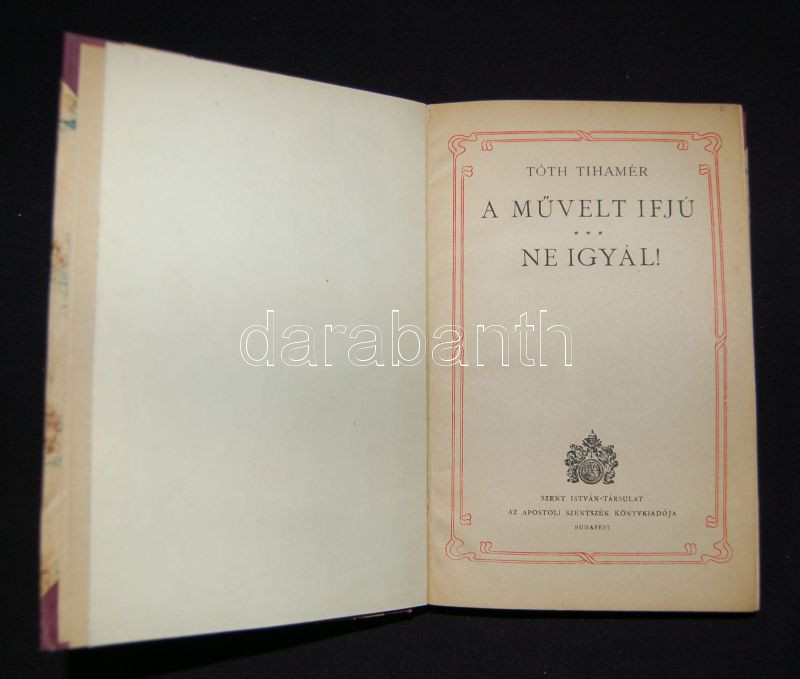 TÓTH TIHAMÉR
A MŰVELT IFJÚ
* * *
NE IGYÁL!
darabanth
SZENT ISTVÁN-TÁRSULAT
AZ APOSTOLI SZENTSZÉK KÖNYVKIADÓJA
BUDAPEST